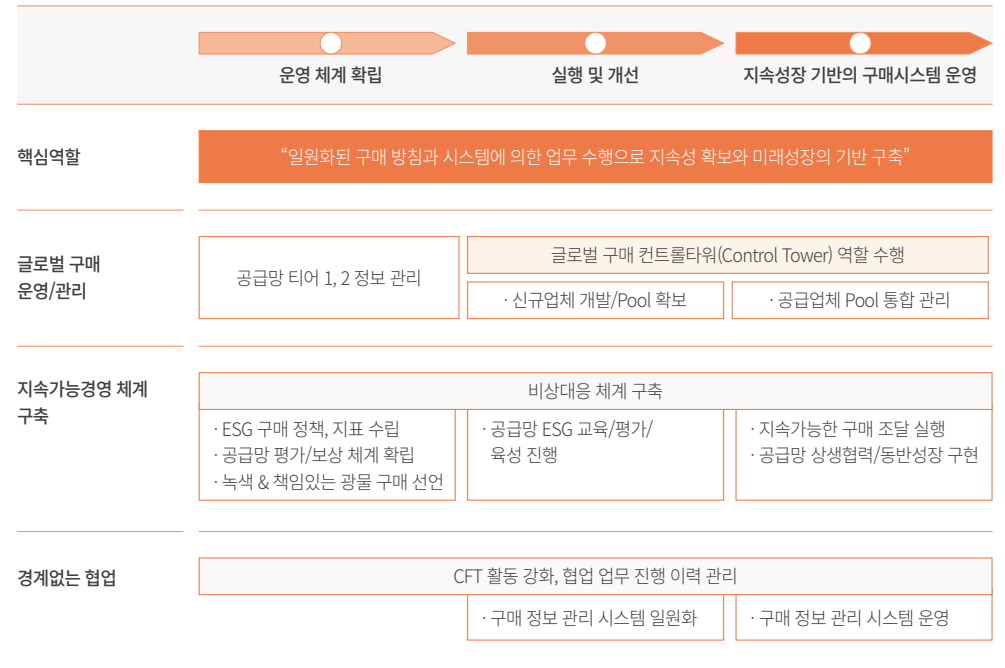 운영 체계 확립
실행 및 개선
지속성장 기반의 구매시스템 운영
핵심역할
“일원화된 구매 방침과 시스템에 의한 업무 수행으로 지속성 확보와 미래성장의 기반 구축”
글로벌 구매
운영/관리
공급망 티어 1, 2 정보 관리
글로벌 구매 컨트롤타워(Control Tower) 역할 수행
· 신규업체 개발/Pool 확보
· 공급업체 Pool 통합 관리
지속가능경영 체계
구축
비상대응 체계 구축
· ESG 구매 정책, 지표 수립
· 공급망 평가/보상 체계 확립
· 녹색 & 책임있는 광물 구매 선언
· 공급망 ESG 교육/평가/
육성 진행
· 지속가능한 구매 조달 실행
· 공급망 상생협력/동반성장 구현
경계없는 협업
CFT 활동 강화, 협업 업무 진행 이력 관리
· 구매 정보 관리 시스템 일원화
· 구매 정보 관리 시스템 운영